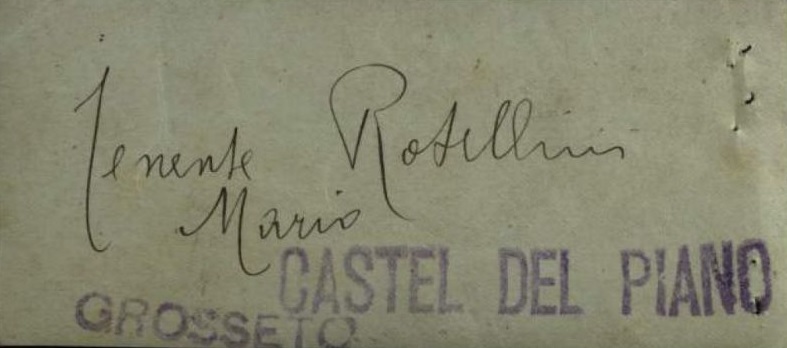 Tenente Rotellini
Mario
CASTEL DEL PIANO
GROSSETO